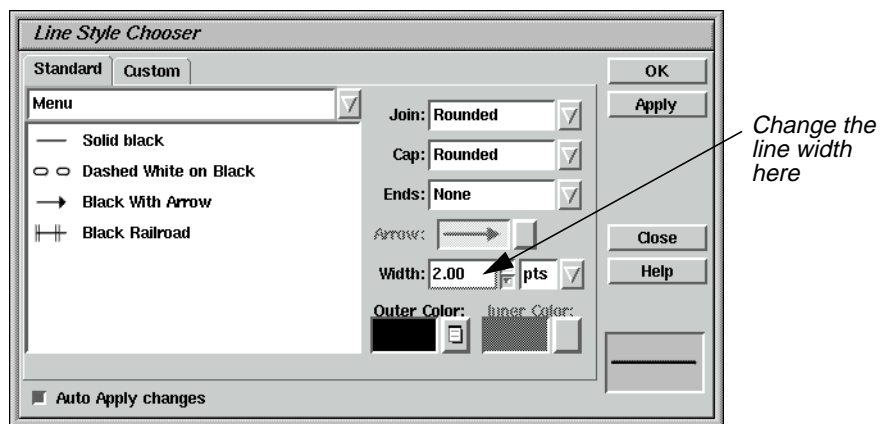 Line Style Chooser
Standard Custom
Menu
Solid black
Dashed White on Black
Black With Arrow
Black Railroad
Join: Rounded
Cap: Rounded
Ends: None
Arrow:
Width: 2.00 pts
Outer Color: Inner Color:
Auto Apply changes
OK
Apply
Close
Help
Change the
line width
here